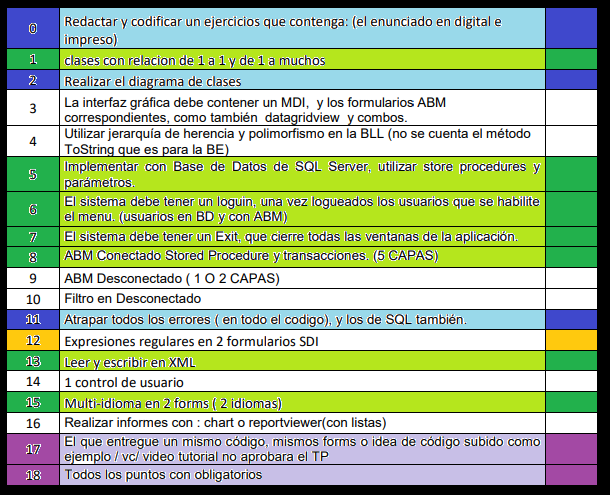 0
Redactar y codificar un ejercicios que contenga: (el enunciado en digital e
impreso)
1
clases con relacion de 1 a 1 y de 1 a muchos
2
Realizar el diagrama de clases
3
La interfaz gráfica debe contener un MDI,  y los formularios ABM
correspondientes, como también  datagridview y combos.
4
Utilizar jerarquía de herencia y polimorfismo en la BLL (no se cuenta el método
ToString que es para la BE)
5
Implementar con Base de Datos de SQL Server, utilizar store procedures y
parámetros.
6
El sistema debe tener un loguin, una vez logueados los usuarios que se habilite
el menu. (usuarios en BD y con ABM)
7
El sistema debe tener un Exit, que cierre todas las ventanas de la aplicación.
8
ABM Conectado Stored Procedure y transacciones. (5 CAPAS)
9
ABM Desconectado ( 1 O 2 CAPAS)
10
Filtro en Desconectado
11
Atrapar todos los errores ( en todo el codigo), y los de SQL también.
12
Expresiones regulares en 2 formularios SDI
13
Leer y escribir en XML
14
1 control de usuario
15
Multi-idioma en 2 forms ( 2 idiomas)
16
Realizar informes con : chart o reportviewer(con listas)
17
El que entregue un mismo código, mismos forms o idea de código subido como
ejemplo / vc/ video tutorial no aprobara el TP
18
Todos los puntos con obligatorios